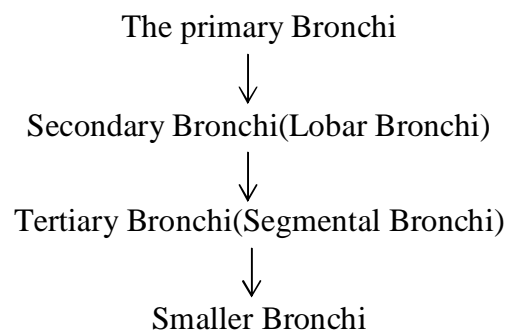 The primary Bronchi
Secondary Bronchi(Lobar Bronchi)
Tertiary Bronchi(Segmental Bronchi)
Smaller Bronchi